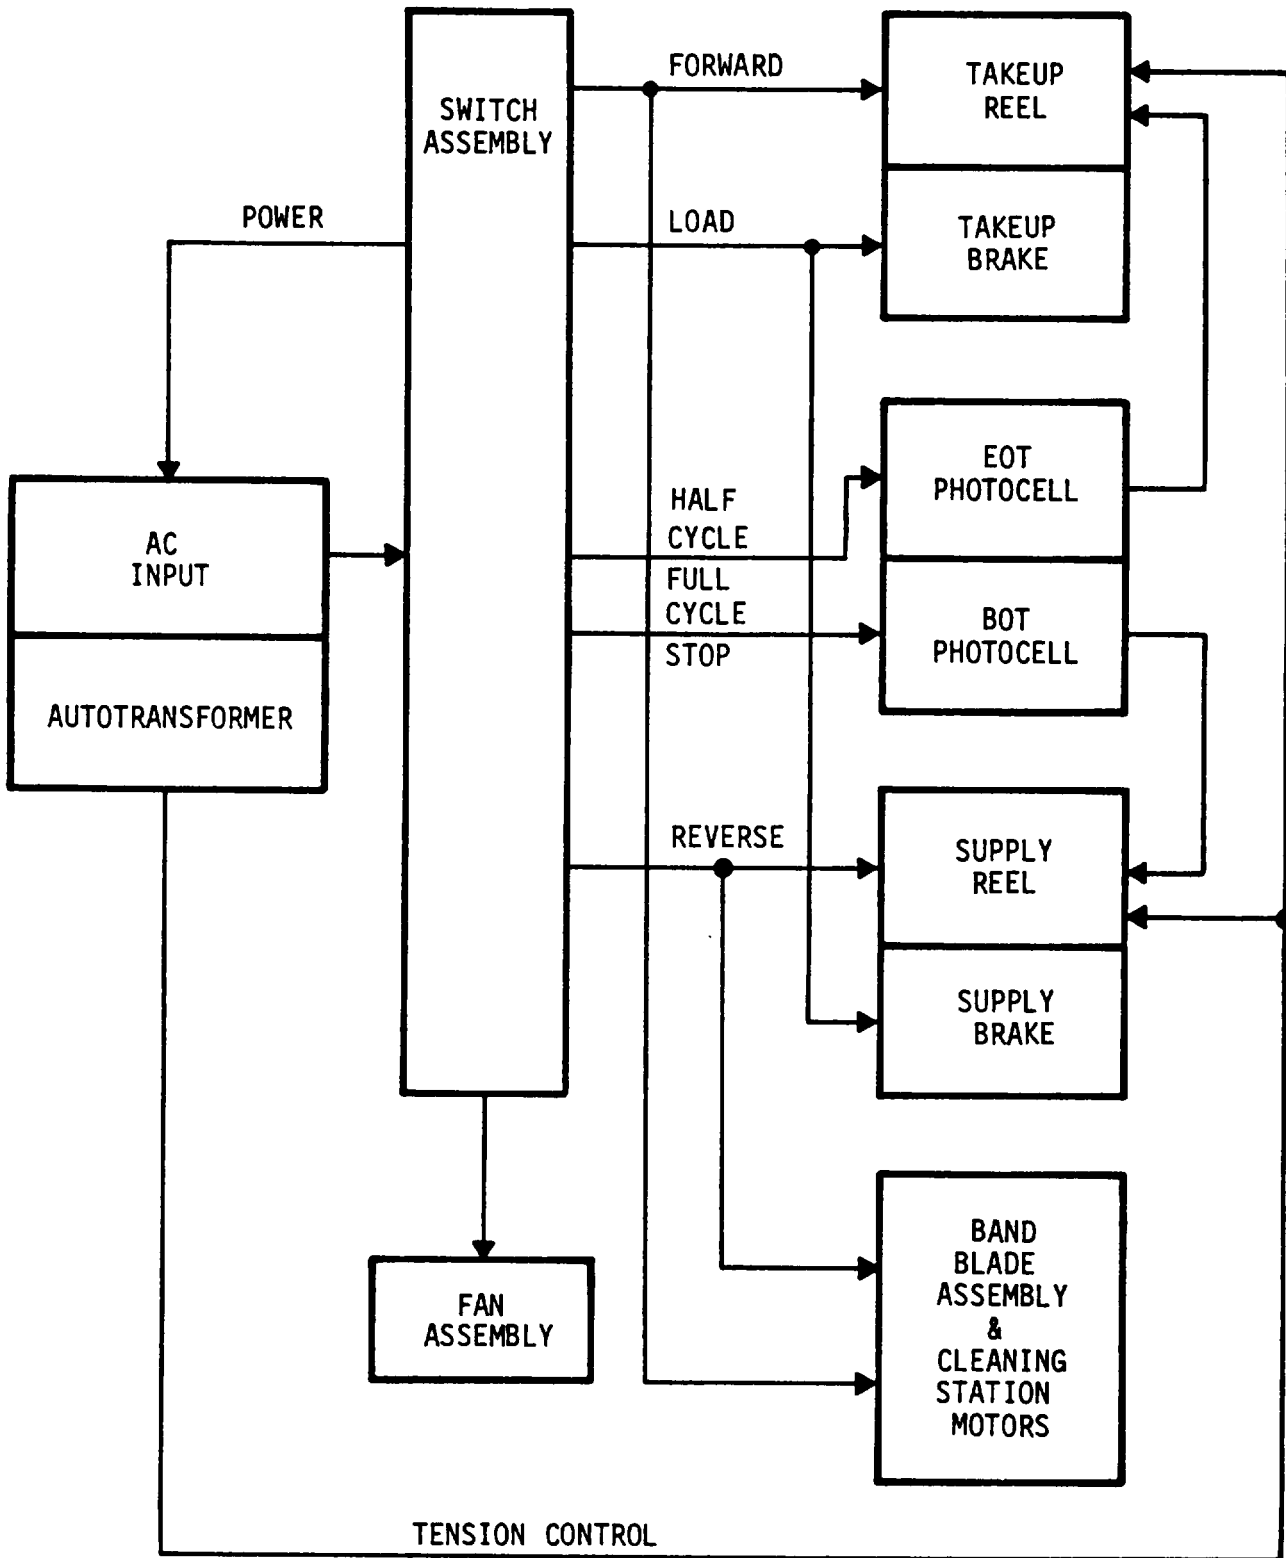 FORWARD
SWITCH
ASSEMBLY
TAKEUP
REEL
POWER
LOAD
TAKEUP
BRAKE
AC
INPUT
AUTOTRANSFORMER
HALF
CYCLE
FULL
CYCLE
STOP
EOT
PHOTOCELL
BOT
PHOTOCELL
REVERSE
SUPPLY
REEL
SUPPLY
BRAKE
FAN
ASSEMBLY
BAND
BLADE
ASSEMBLY
&
CLEANING
STATION
MOTORS
TENSION CONTROL